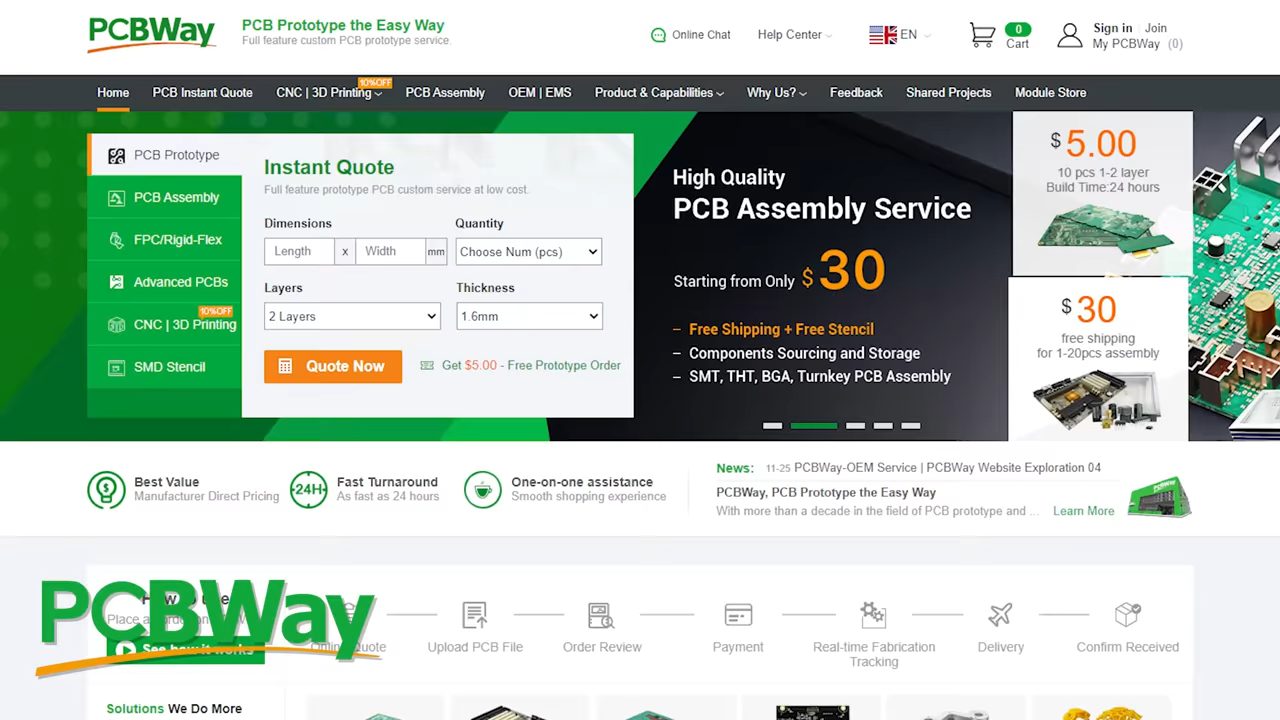 PCBWay
PCB Prototype the Easy Way
Full feature custom PCB prototype service.
Online Chat
Help Center
EN
0
Cart
Sign in
Join
My PCBWay (0)
Home
PCB Instant Quote
CNC | 3D Printing
10%OFF
PCB Assembly
OEM | EMS
Product & Capabilities
Why Us?
Feedback
Shared Projects
Module Store
PCB Prototype
PCB Assembly
FPC/Rigid-Flex
Advanced PCBs
10%OFF
CNC | 3D Printing
SMD Stencil
Instant Quote
Full feature prototype PCB custom service at low cost.
Dimensions
Quantity
Length x Width mm
Choose Num (pcs)
Layers
Thickness
2 Layers
1.6mm
Quote Now
Get $5.00 - Free Prototype Order
High Quality
PCB Assembly Service
Starting from Only $ 30
– Free Shipping + Free Stencil
– Components Sourcing and Storage
– SMT, THT, BGA, Turnkey PCB Assembly
$ 5.00
10 pcs 1-2 layer
Build Time:24 hours
$ 30
free shipping
for 1-20pcs assembly
Best Value
Manufacturer Direct Pricing
24H
Fast Turnaround
As fast as 24 hours
One-on-one assistance
Smooth shopping experience
News: 11-25 PCBWay-OEM Service | PCBWay Website Exploration 04
PCBWay, PCB Prototype the Easy Way
With more than a decade in the field of PCB prototype and ... Learn More
PCBWay
See how it works
Online Quote
Upload PCB File
Order Review
Payment
Real-time Fabrication
Tracking
Delivery
Confirm Received
Solutions We Do More